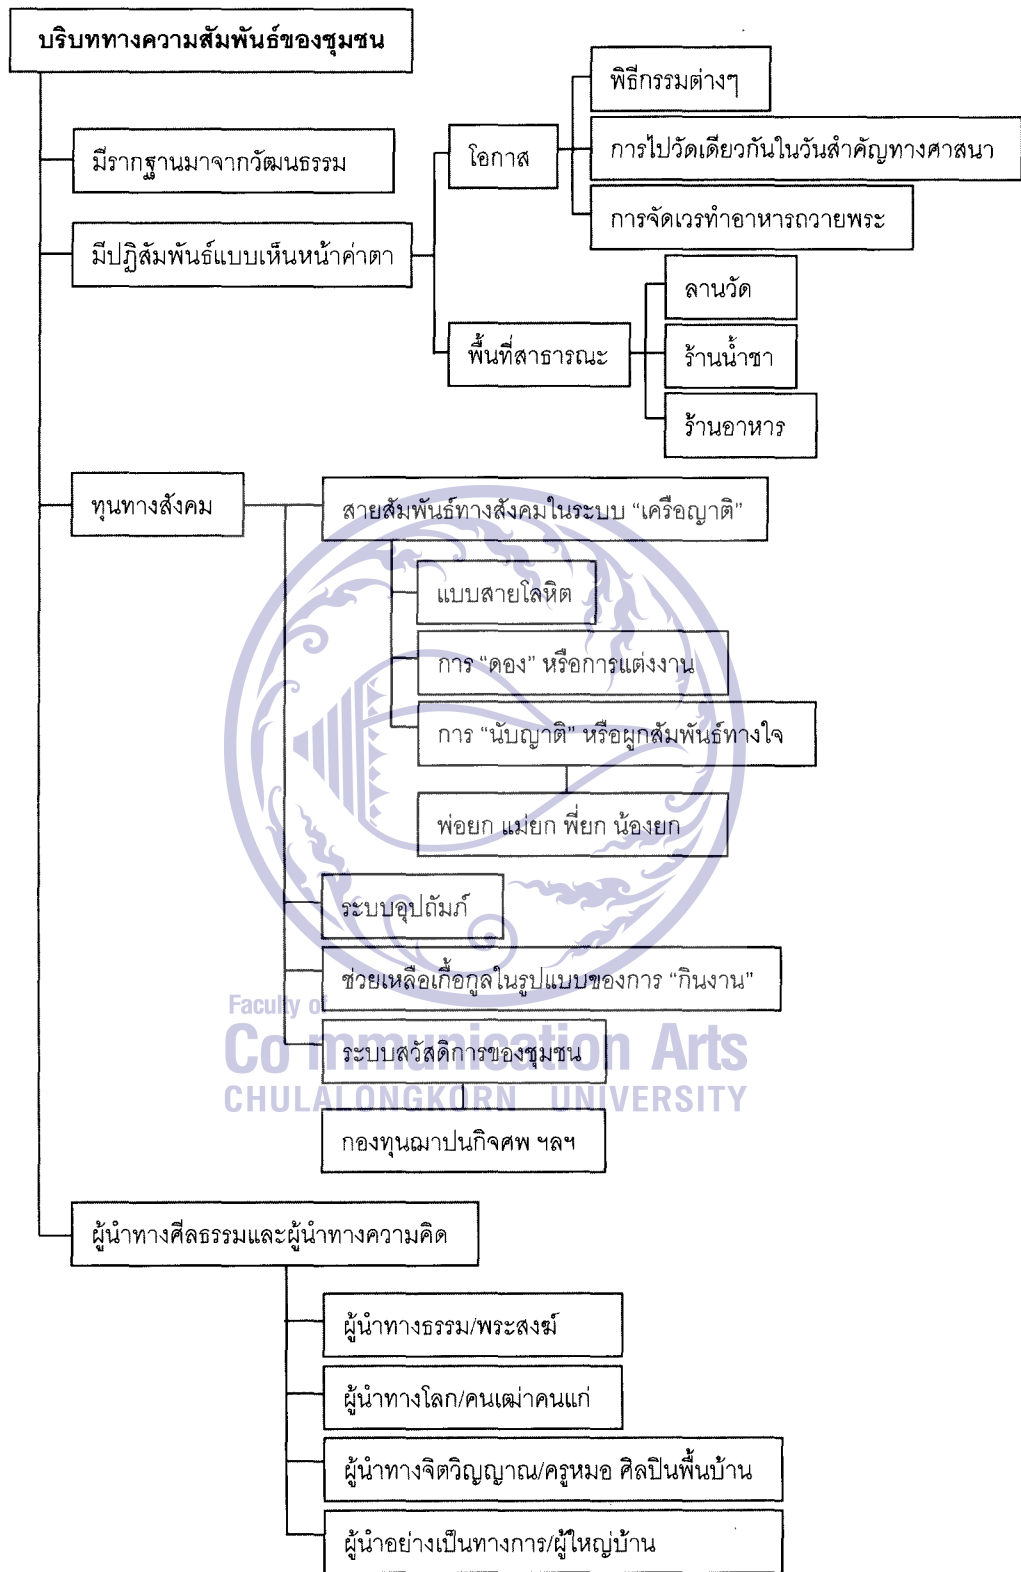 บริบททางความสัมพันธ์ของชุมชน
มีรากฐานมาจากวัฒนธรรม
มีปฏิสัมพันธ์แบบเห็นหน้าค่าตา
โอกาส
พิธีกรรมต่างๆ
การไปวัดเดียวกันในวันสำคัญทางศาสนา
การจัดเวรทำอาหารถวายพระ
พื้นที่สาธารณะ
ลานวัด
ร้านน้ำชา
ร้านอาหาร
ทุนทางสังคม
สายสัมพันธ์ทางสังคมในระบบ “เครือญาติ”
แบบสายโลหิต
การ “ดอง” หรือการแต่งงาน
การ “นับญาติ” หรือผูกสัมพันธ์ทางใจ
พ่อยก แม่ยก พี่ยก น้องยก
ระบบอุปถัมภ์
ช่วยเหลือเกื้อกูลในรูปแบบของการ “กินงาน”
ระบบสวัสดิการของชุมชน
กองทุนฌาปนกิจศพ ฯลฯ
Faculty of
Communication Arts
CHULALONGKORN UNIVERSITY
ผู้นำทางศีลธรรมและผู้นำทางความคิด
ผู้นำทางธรรม/พระสงฆ์
ผู้นำทางโลก/คนเฒ่าคนแก่
ผู้นำทางจิตวิญญาณ/ครูหมอ ศิลปินพื้นบ้าน
ผู้นำอย่างเป็นทางการ/ผู้ใหญ่บ้าน